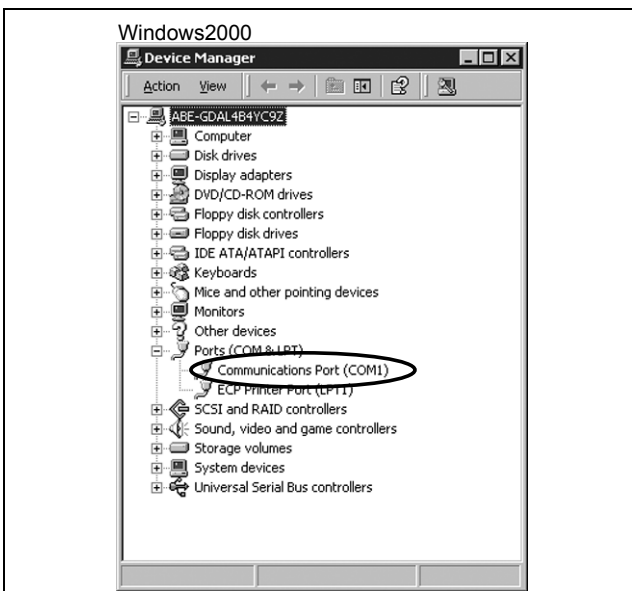 Windows2000
Device Manager
Action View
ABE-GDAL4B4YC9Z
Computer
Disk drives
Display adapters
DVD/CD-ROM drives
Floppy disk controllers
Floppy disk drives
IDE ATA/ATAPI controllers
Keyboards
Mice and other pointing devices
Monitors
Other devices
Ports (COM & LPT)
Communications Port (COM1)
ECP Printer Port (LPT1)
SCSI and RAID controllers
Sound, video and game controllers
Storage volumes
System devices
Universal Serial Bus controllers